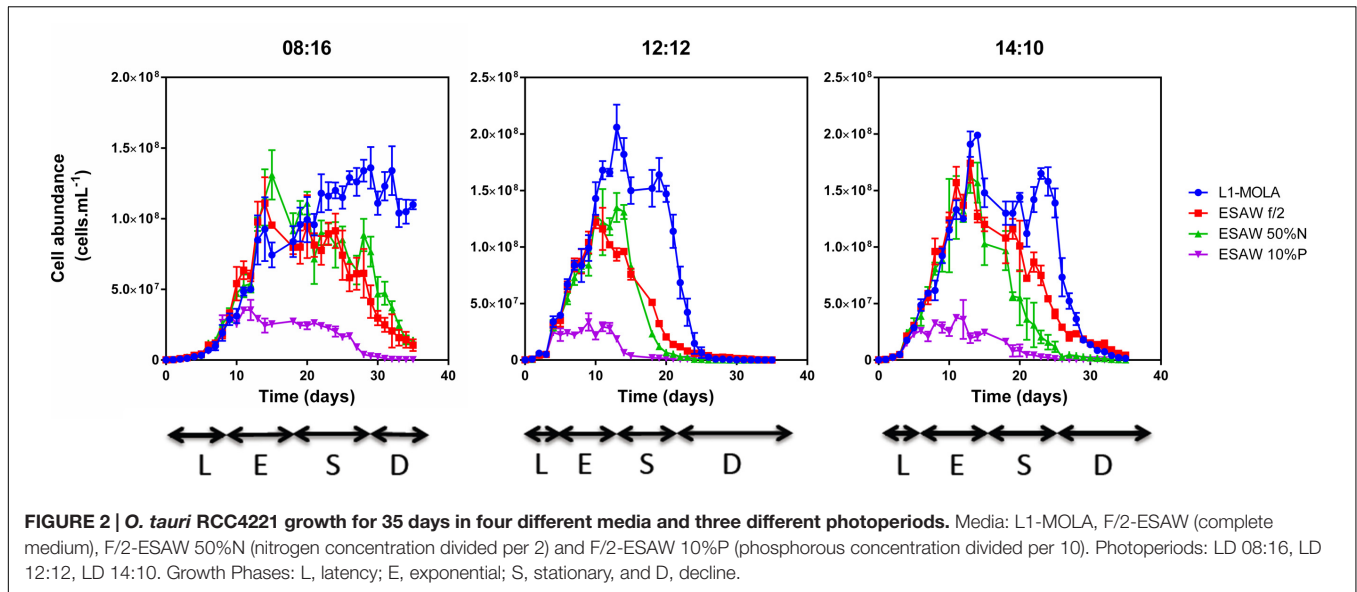 08:16
12:12
14:10
Cell abundance
(cells.mL⁻¹)
2.0×10⁸
1.5×10⁸
1.0×10⁸
5.0×10⁷
0
0 10 20 30 40
Time (days)
2.5×10⁸
2.0×10⁸
1.5×10⁸
1.0×10⁸
5.0×10⁷
0
0 10 20 30 40
Time (days)
2.5×10⁸
2.0×10⁸
1.5×10⁸
1.0×10⁸
5.0×10⁷
0
0 10 20 30 40
Time (days)
L1-MOLA
ESAW f/2
ESAW 50%N
ESAW 10%P
L E S D
L E S D
L E S D
FIGURE 2 | O. tauri RCC4221 growth for 35 days in four different media and three different photoperiods. Media: L1-MOLA, F/2-ESAW (complete
medium), F/2-ESAW 50%N (nitrogen concentration divided per 2) and F/2-ESAW 10%P (phosphorous concentration divided per 10). Photoperiods: LD 08:16, LD
12:12, LD 14:10. Growth Phases: L, latency; E, exponential; S, stationary, and D, decline.